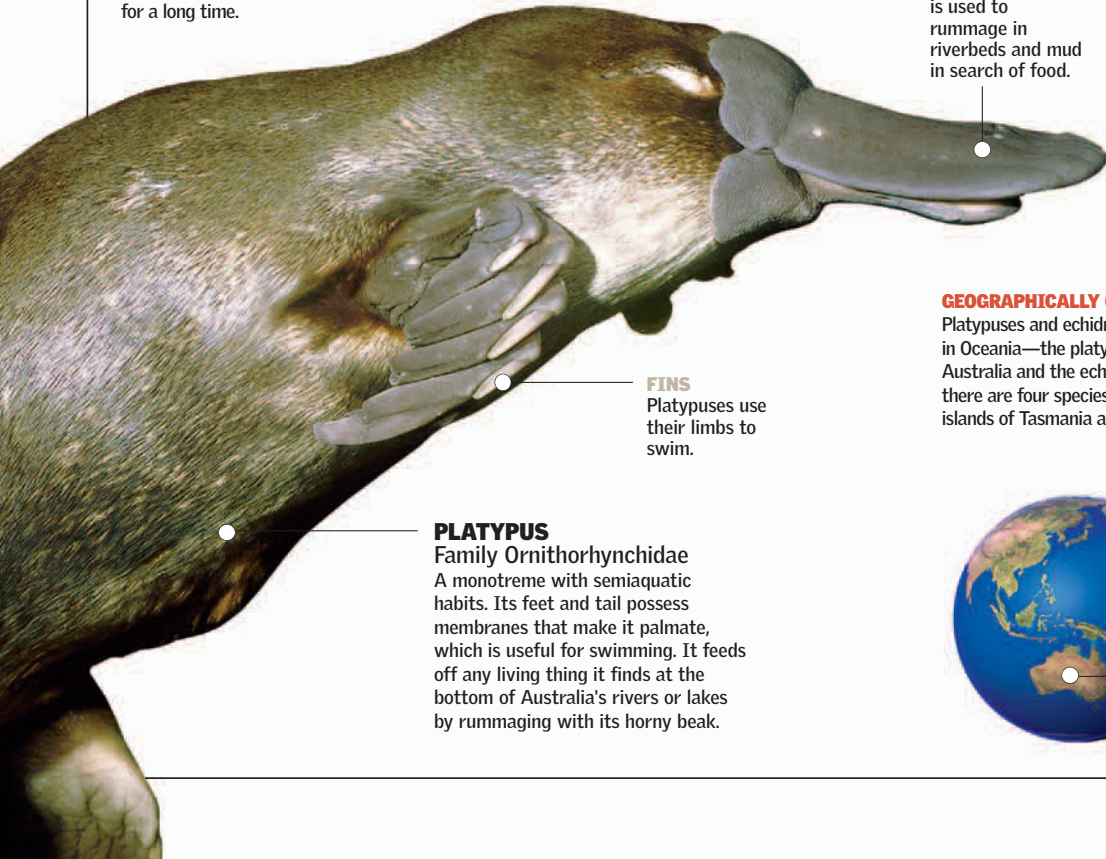 for a long time.
is used to
rummage in
riverbeds and mud
in search of food.
GEOGRAPHICALLY
Platypuses and
in Oceania—the
Australia and the
there are four species
islands of Tasmania
FINS
Platypuses use
their limbs to
swim.
PLATYPUS
Family Ornithorhynchidae
A monotreme with semiaquatic
habits. Its feet and tail possess
membranes that make it palmate,
which is useful for swimming. It feeds
off any living thing it finds at the
bottom of Australia's rivers or lakes
by rummaging with its horny beak.